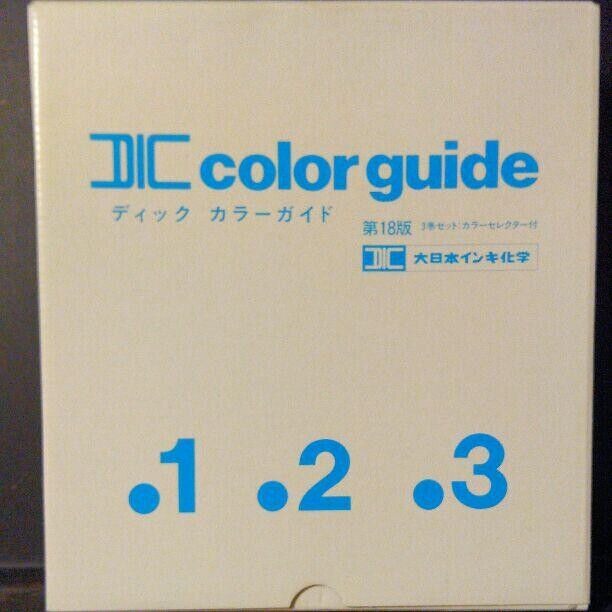 DIC color guide
ディック カラーガイド
第18版 3巻セット:カラーセレクター付
DIC 大日本インキ化学
.1 .2 .3